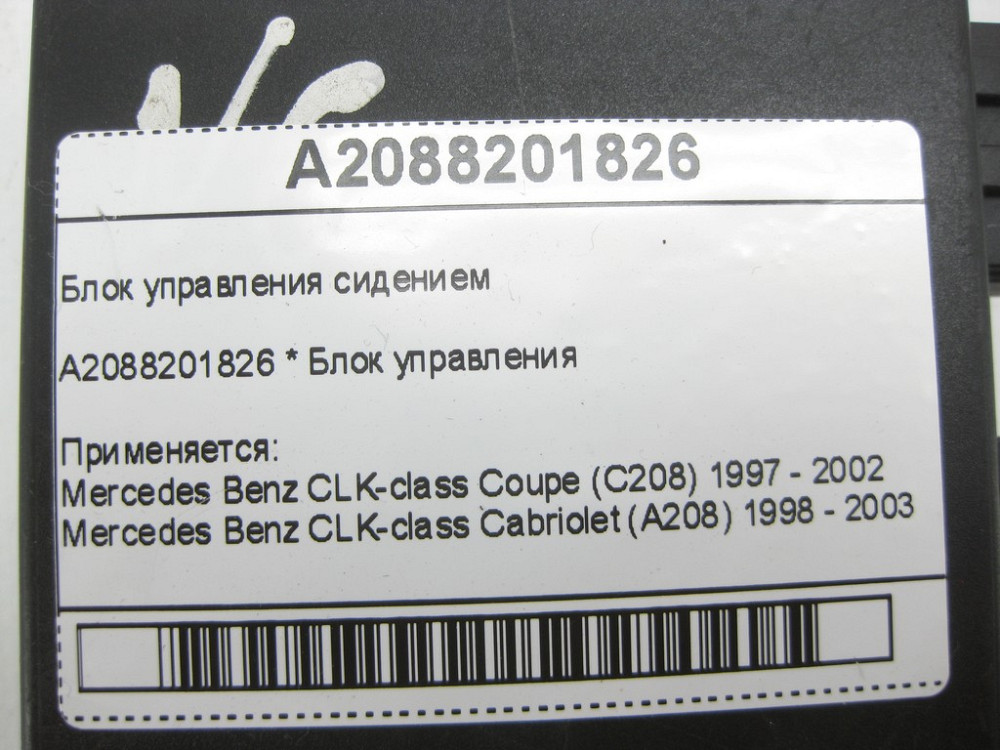 A2088201826
Блок управления сидением
A2088201826 * Блок управления
Применяется:
Mercedes Benz CLK-class Coupe (C208) 1997 - 2002
Mercedes Benz CLK-class Cabriolet (A208) 1998 - 2003